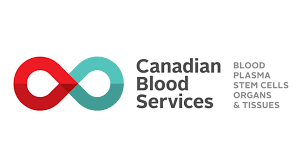 Canadian
Blood
Services
BLOOD
PLASMA
STEM CELLS
ORGANS
& TISSUES